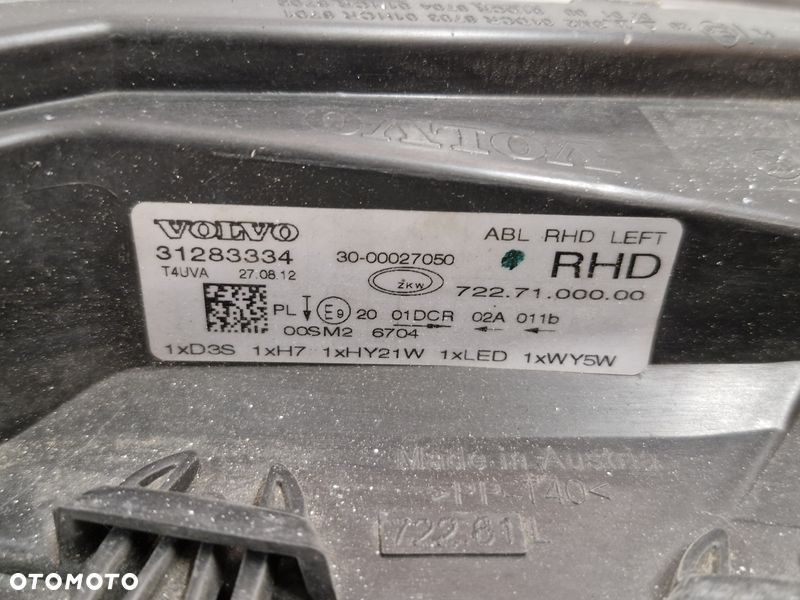 VOLVO
VOLVO
31283334
T4UVA 27.08.12
30-00027050
ZKW
ABL RHD LEFT
RHD
722.71.000.00
PL E9 20 01DCR 02A 011b
00SM2 6704
1xD3S 1xH7 1xHY21W 1xLED 1xWY5W
Made in Austria
>PP-T40<
722.61 L
OTOMOTO